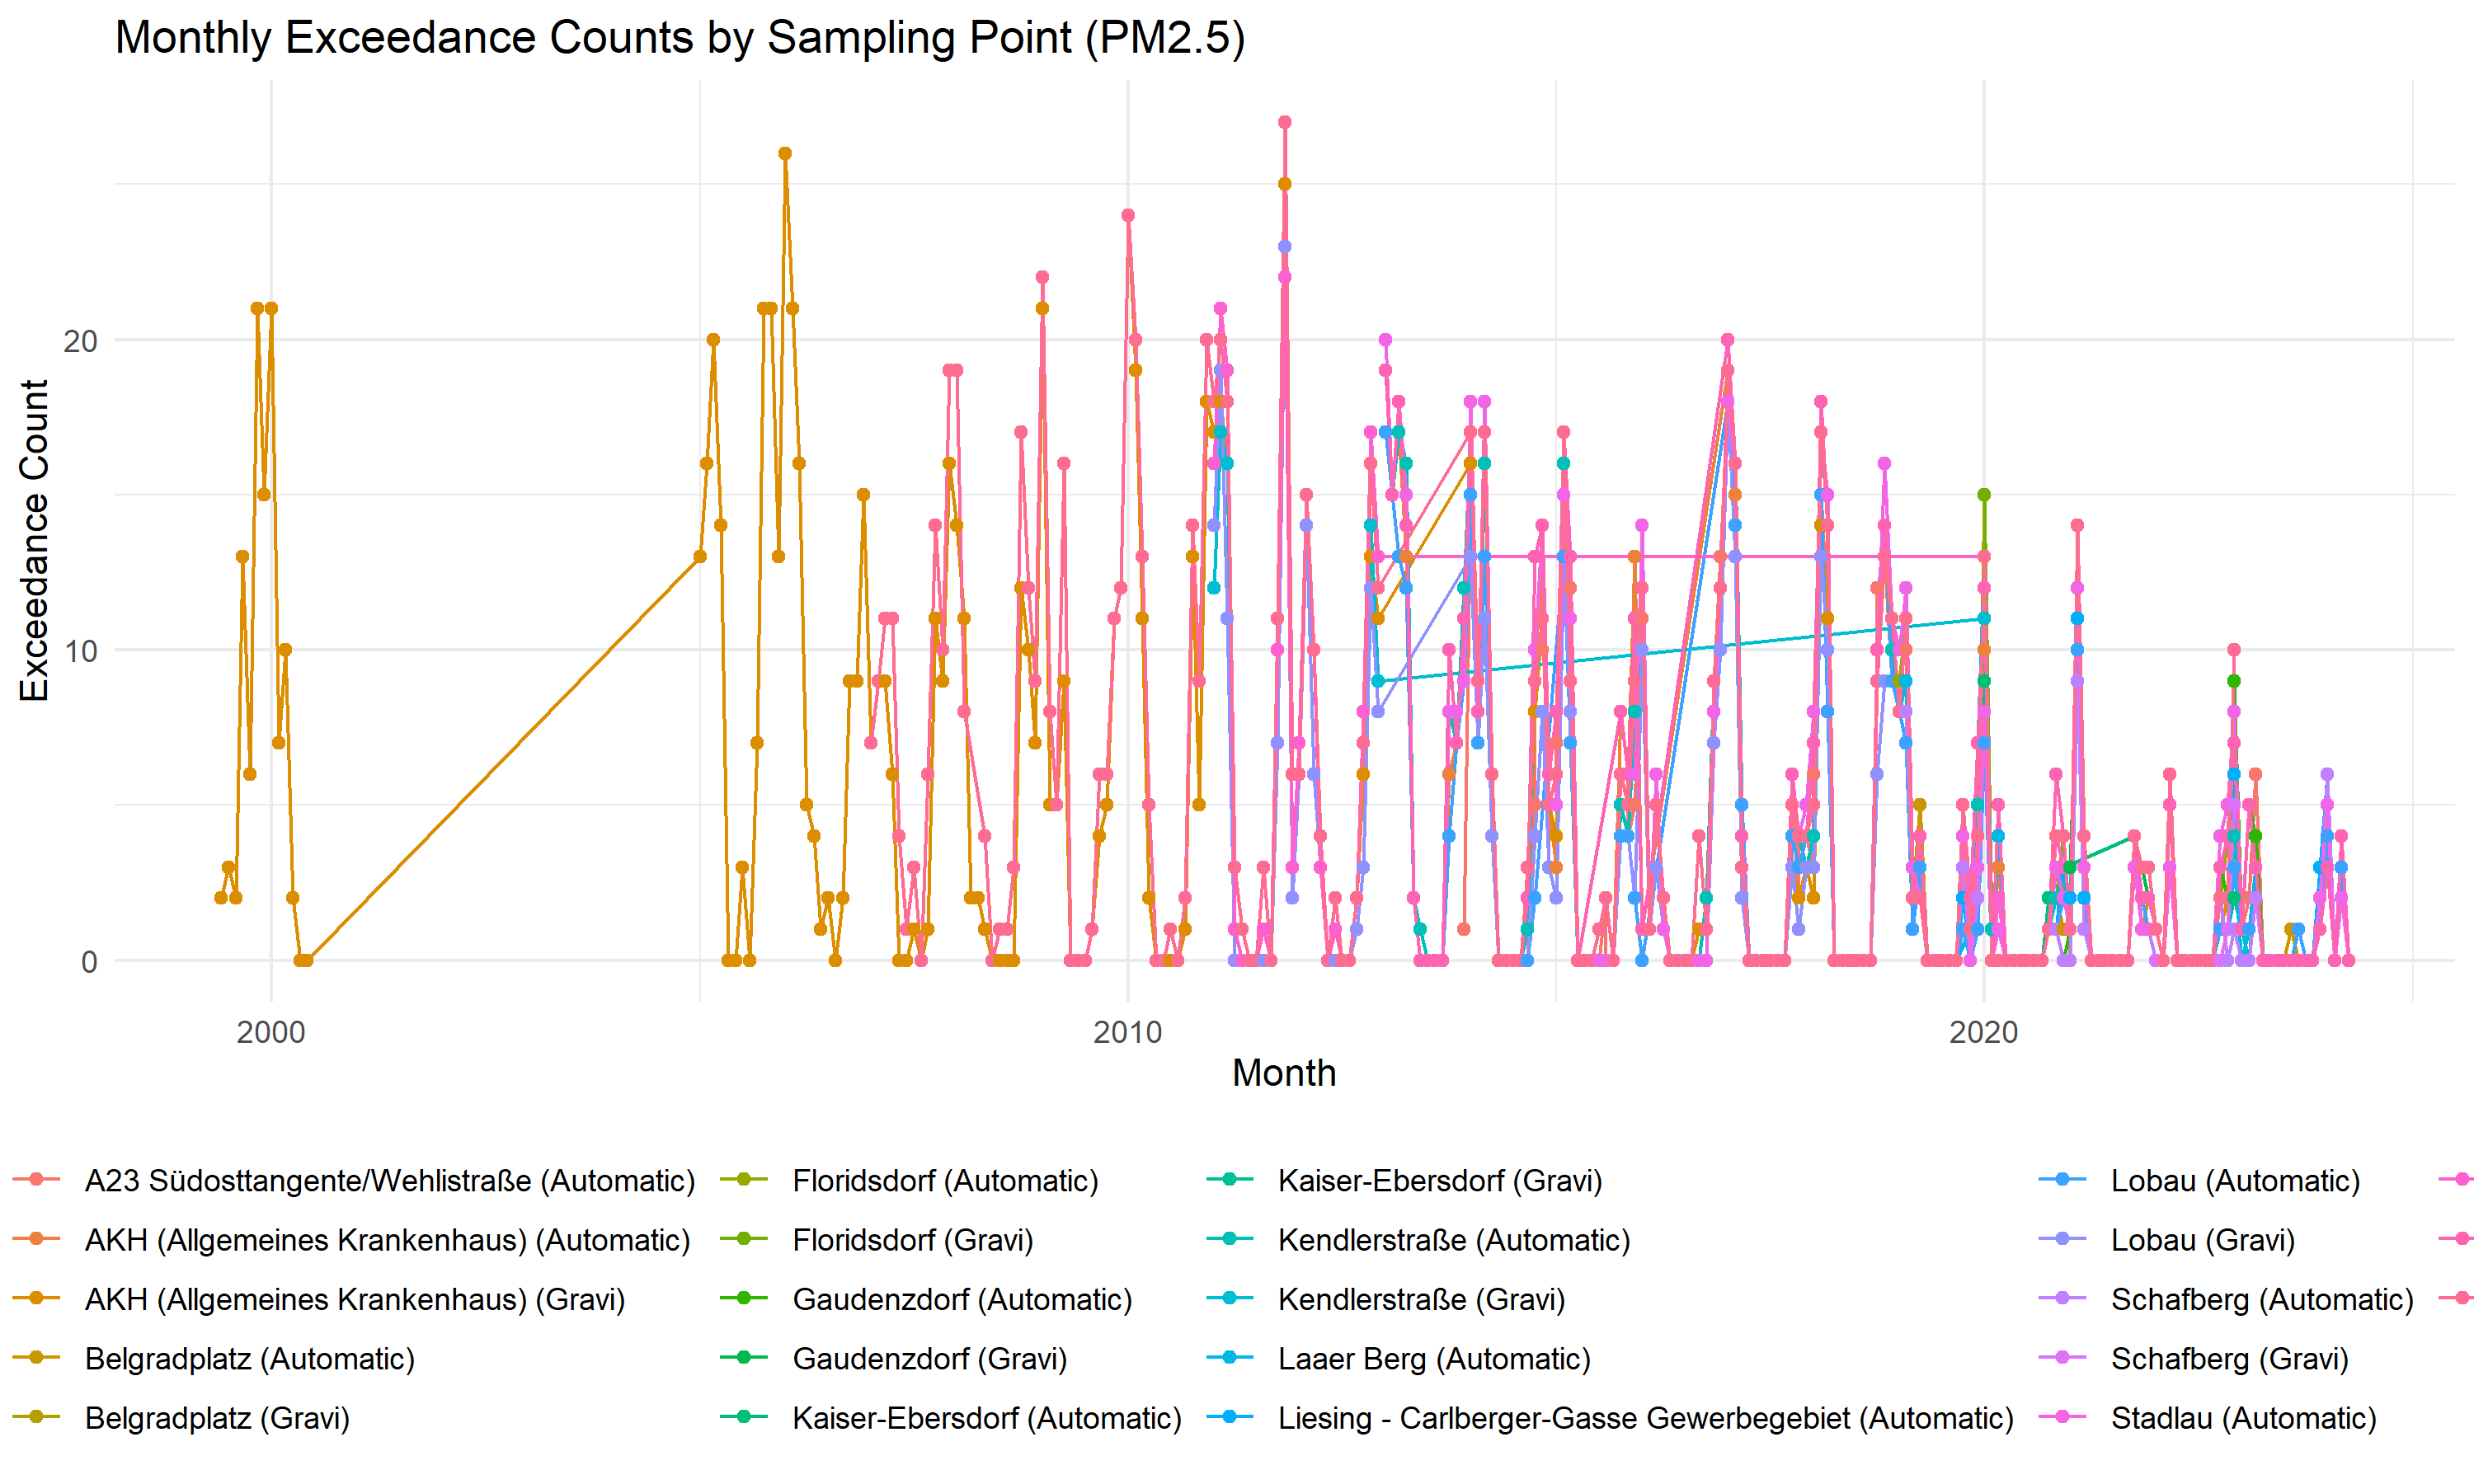 Monthly Exceedance Counts by Sampling Point (PM2.5)
Exceedance Count
20
10
0
2000
2010
2020
Month
A23 Südosttangente/Wehlistraße (Automatic)
AKH (Allgemeines Krankenhaus) (Automatic)
AKH (Allgemeines Krankenhaus) (Gravi)
Belgradplatz (Automatic)
Belgradplatz (Gravi)
Floridsdorf (Automatic)
Floridsdorf (Gravi)
Gaudenzdorf (Automatic)
Gaudenzdorf (Gravi)
Kaiser-Ebersdorf (Automatic)
Kaiser-Ebersdorf (Gravi)
Kendlerstraße (Automatic)
Kendlerstraße (Gravi)
Laaer Berg (Automatic)
Liesing - Carlberger-Gasse Gewerbegebiet (Automatic)
Lobau (Automatic)
Lobau (Gravi)
Schafberg (Automatic)
Schafberg (Gravi)
Stadlau (Automatic)